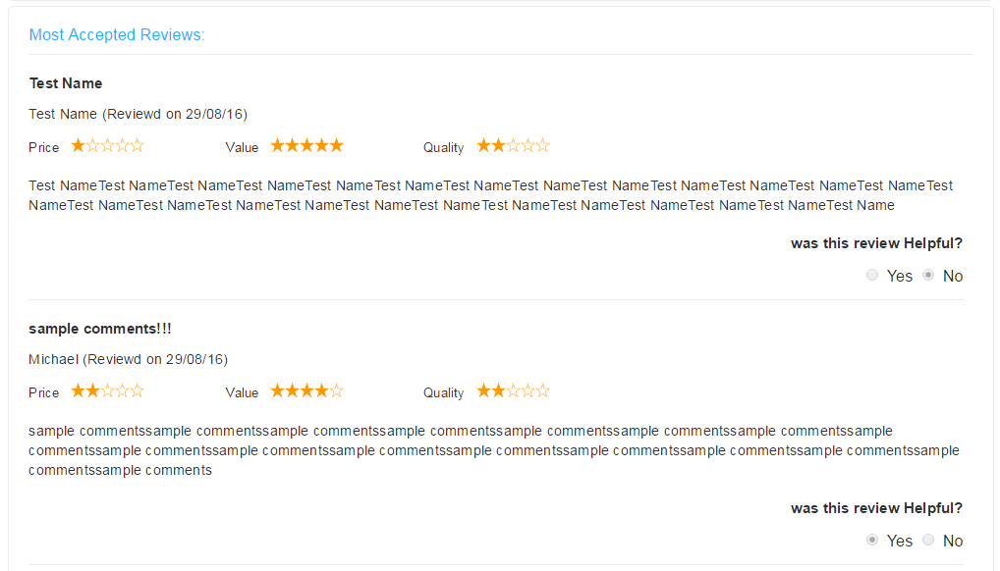 Most Accepted Reviews:
Test Name
Test Name (Reviewd on 29/08/16)
Price Value Quality
Test NameTest NameTest NameTest NameTest NameTest NameTest NameTest NameTest NameTest NameTest NameTest NameTest NameTest
NameTest NameTest NameTest NameTest NameTest NameTest NameTest NameTest NameTest NameTest NameTest NameTest Name
was this review Helpful?
Yes No
sample comments!!!
Michael (Reviewd on 29/08/16)
Price Value Quality
sample commentssample commentssample commentssample commentssample commentssample commentssample commentssample
commentssample commentssample commentssample commentssample commentssample commentssample commentssample commentssample
commentssample comments
was this review Helpful?
Yes No